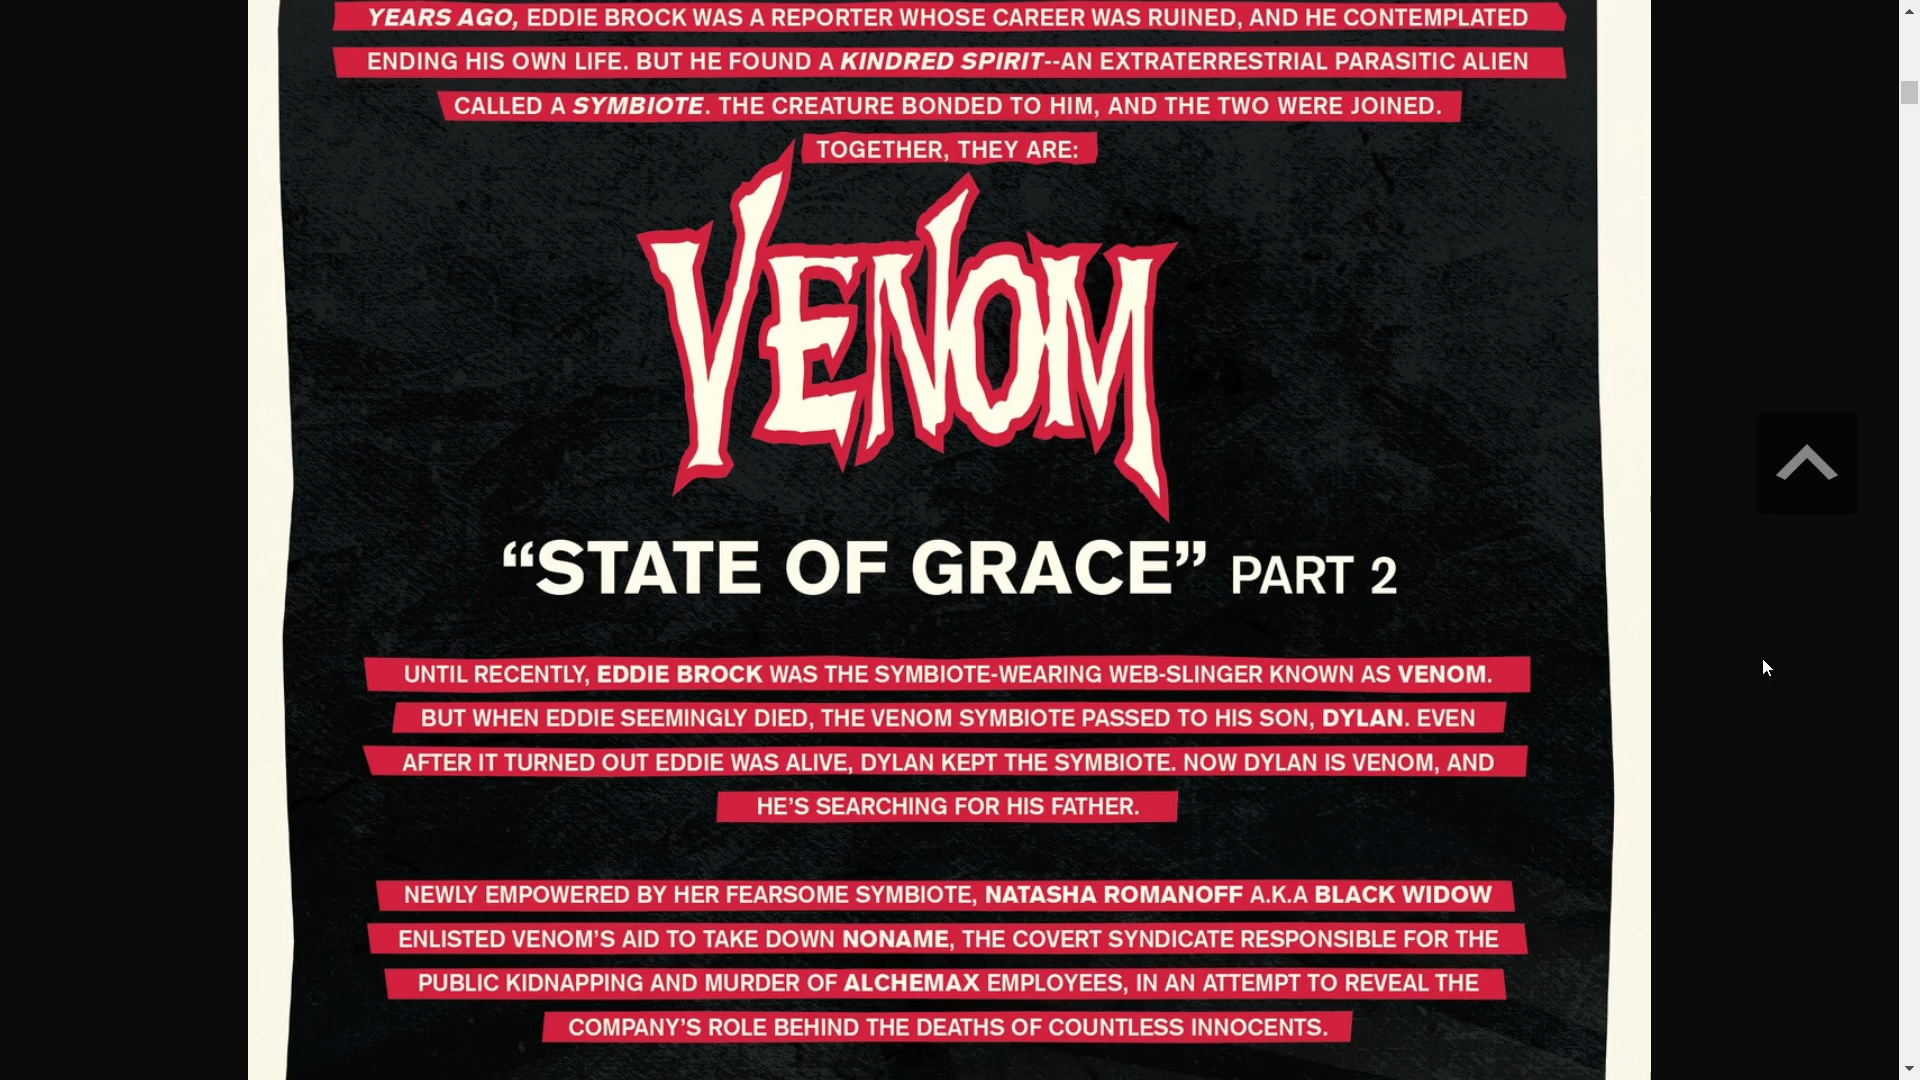 YEARS AGO, EDDIE BROCK WAS A REPORTER WHOSE CAREER WAS RUINED, AND HE CONTEMPLATED
ENDING HIS OWN LIFE. BUT HE FOUND A KINDRED SPIRIT--AN EXTRATERRESTRIAL PARASITIC ALIEN
CALLED A SYMBIOTE. THE CREATURE BONDED TO HIM, AND THE TWO WERE JOINED.
TOGETHER, THEY ARE:
VENOM
“STATE OF GRACE” PART 2
UNTIL RECENTLY, EDDIE BROCK WAS THE SYMBIOTE-WEARING WEB-SLINGER KNOWN AS VENOM.
BUT WHEN EDDIE SEEMINGLY DIED, THE VENOM SYMBIOTE PASSED TO HIS SON, DYLAN. EVEN
AFTER IT TURNED OUT EDDIE WAS ALIVE, DYLAN KEPT THE SYMBIOTE. NOW DYLAN IS VENOM, AND
HE’S SEARCHING FOR HIS FATHER.
NEWLY EMPOWERED BY HER FEARSOME SYMBIOTE, NATASHA ROMANOFF A.K.A BLACK WIDOW
ENLISTED VENOM’S AID TO TAKE DOWN NONAME, THE COVERT SYNDICATE RESPONSIBLE FOR THE
PUBLIC KIDNAPPING AND MURDER OF ALCHEMAX EMPLOYEES, IN AN ATTEMPT TO REVEAL THE
COMPANY’S ROLE BEHIND THE DEATHS OF COUNTLESS INNOCENTS.